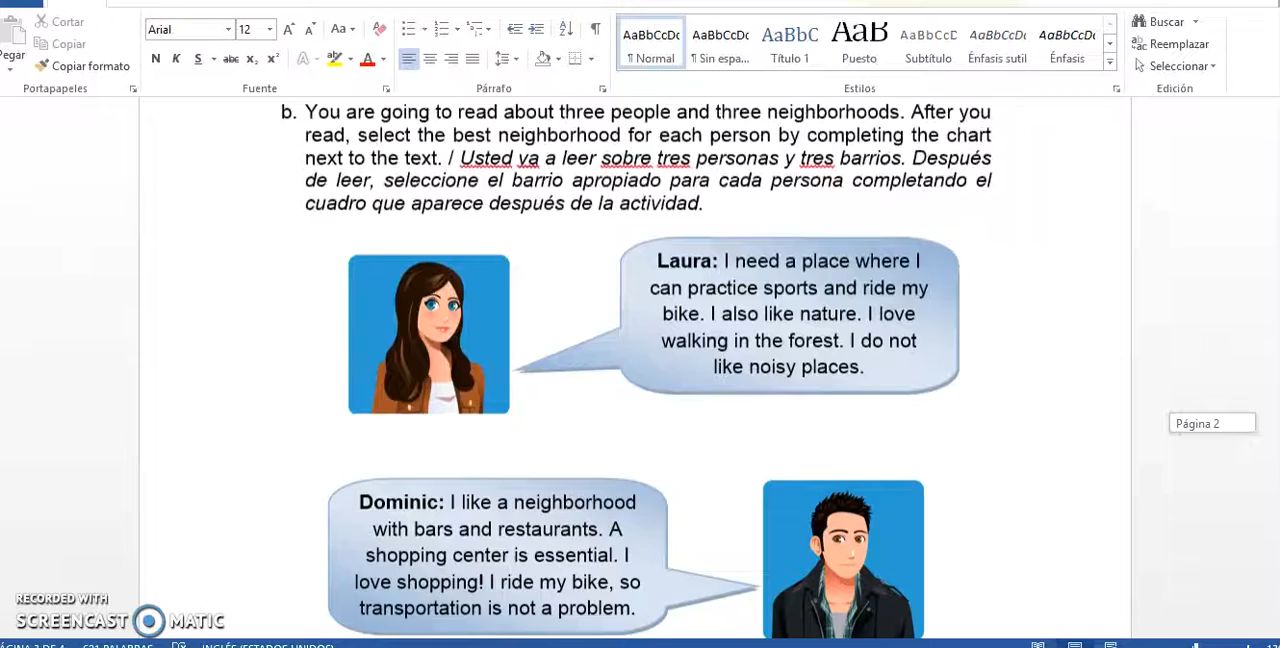 Cortar
Copiar
Pegar
Copiar formato
Portapapeles
Arial
12
Aa
N K S abc x₂ x²
A
A
Fuente
Párrafo
AaBbCcDc
¶ Normal
AaBbCcDc
¶ Sin espa...
AaBbC
Título 1
AaB
Puesto
AaBbCcD
Subtítulo
AaBbCcDc
Énfasis sutil
AaBbCcDc
Énfasis
Estilos
Buscar
Reemplazar
Seleccionar
Edición
b. You are going to read about three people and three neighborhoods. After you
read, select the best neighborhood for each person by completing the chart
next to the text. / Usted va a leer sobre tres personas y tres barrios. Después
de leer, seleccione el barrio apropiado para cada persona completando el
cuadro que aparece después de la actividad.
Laura: I need a place where I
can practice sports and ride my
bike. I also like nature. I love
walking in the forest. I do not
like noisy places.
Página 2
Dominic: I like a neighborhood
with bars and restaurants. A
shopping center is essential. I
love shopping! I ride my bike, so
transportation is not a problem.
RECORDED WITH
SCREENCAST MATIC